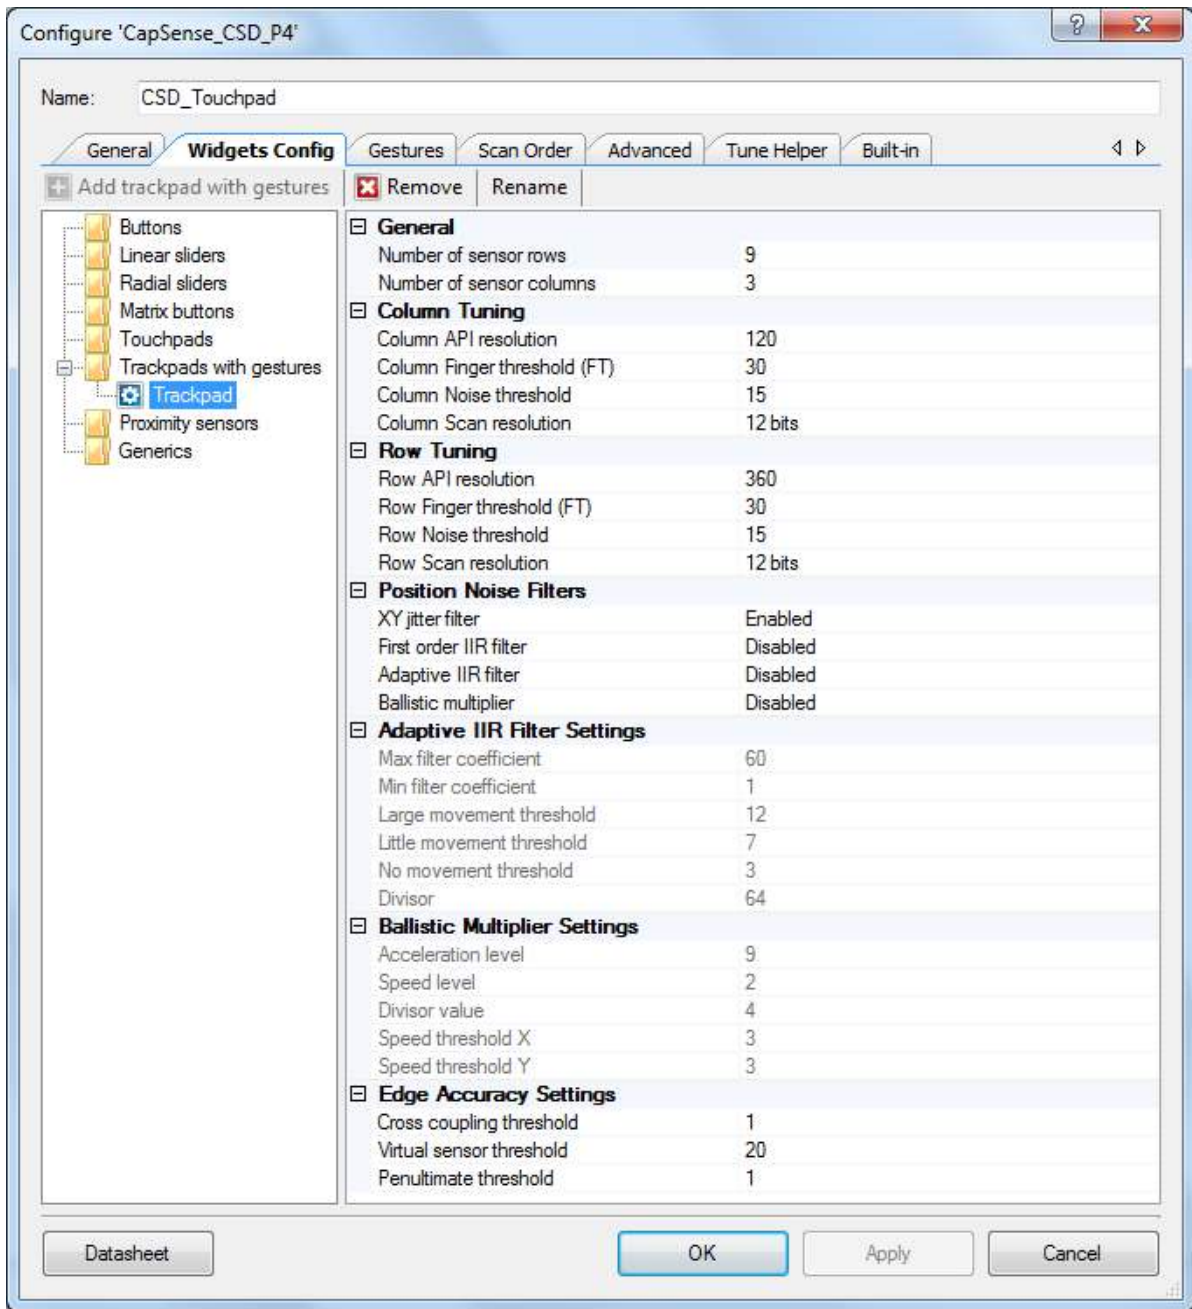 Configure 'CapSense_CSD_P4'
Name: CSD_Touchpad
General Widgets Config Gestures Scan Order Advanced Tune Helper Built-in
Add trackpad with gestures Remove Rename
Buttons
Linear sliders
Radial sliders
Matrix buttons
Touchpads
Trackpads with gestures
Trackpad
Proximity sensors
Generics
General
Number of sensor rows 9
Number of sensor columns 3
Column Tuning
Column API resolution 120
Column Finger threshold (FT) 30
Column Noise threshold 15
Column Scan resolution 12 bits
Row Tuning
Row API resolution 360
Row Finger threshold (FT) 30
Row Noise threshold 15
Row Scan resolution 12 bits
Position Noise Filters
XY jitter filter Enabled
First order IIR filter Disabled
Adaptive IIR filter Disabled
Ballistic multiplier Disabled
Adaptive IIR Filter Settings
Max filter coefficient 60
Min filter coefficient 1
Large movement threshold 12
Little movement threshold 7
No movement threshold 3
Divisor 64
Ballistic Multiplier Settings
Acceleration level 9
Speed level 2
Divisor value 4
Speed threshold X 3
Speed threshold Y 3
Edge Accuracy Settings
Cross coupling threshold 1
Virtual sensor threshold 20
Penultimate threshold 1
Datasheet OK Apply Cancel